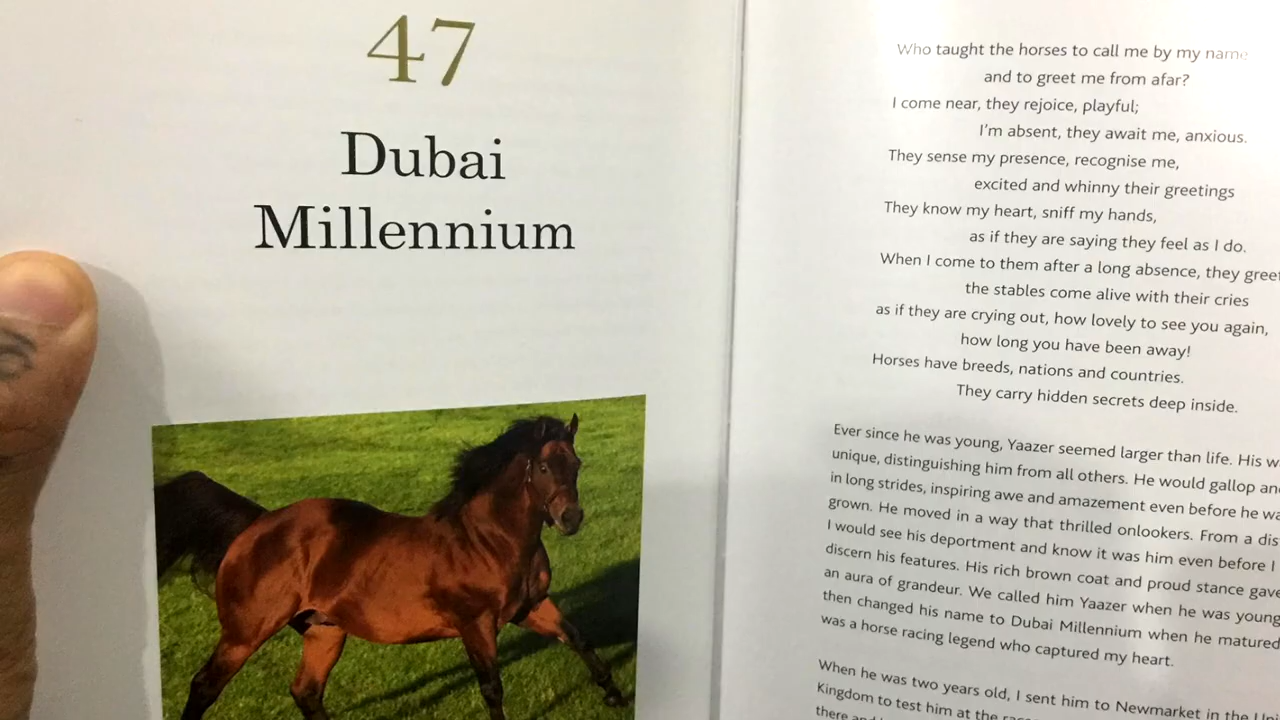 47
Dubai
Millennium
Who taught the horses to call me by my name
and to greet me from afar?
I come near, they rejoice, playful;
I'm absent, they await me, anxious.
They sense my presence, recognise me,
excited and whinny their greetings
They know my heart, sniff my hands,
as if they are saying they feel as I do.
When I come to them after a long absence, they greet
the stables come alive with their cries
as if they are crying out, how lovely to see you again,
how long you have been away!
Horses have breeds, nations and countries.
They carry hidden secrets deep inside.
Ever since he was young, Yaazer seemed larger than life. His
unique, distinguishing him from all others. He would gallop
in long strides, inspiring awe and amazement even before he
grown. He moved in a way that thrilled onlookers. From a
I would see his deportment and know it was him even before I
discern his features. His rich brown coat and proud stance gave
an aura of grandeur. We called him Yaazer when he was young
then changed his name to Dubai Millennium when he matured
was a horse racing legend who captured my heart.
When he was two years old, I sent him to Newmarket in the
Kingdom to test him at the
there